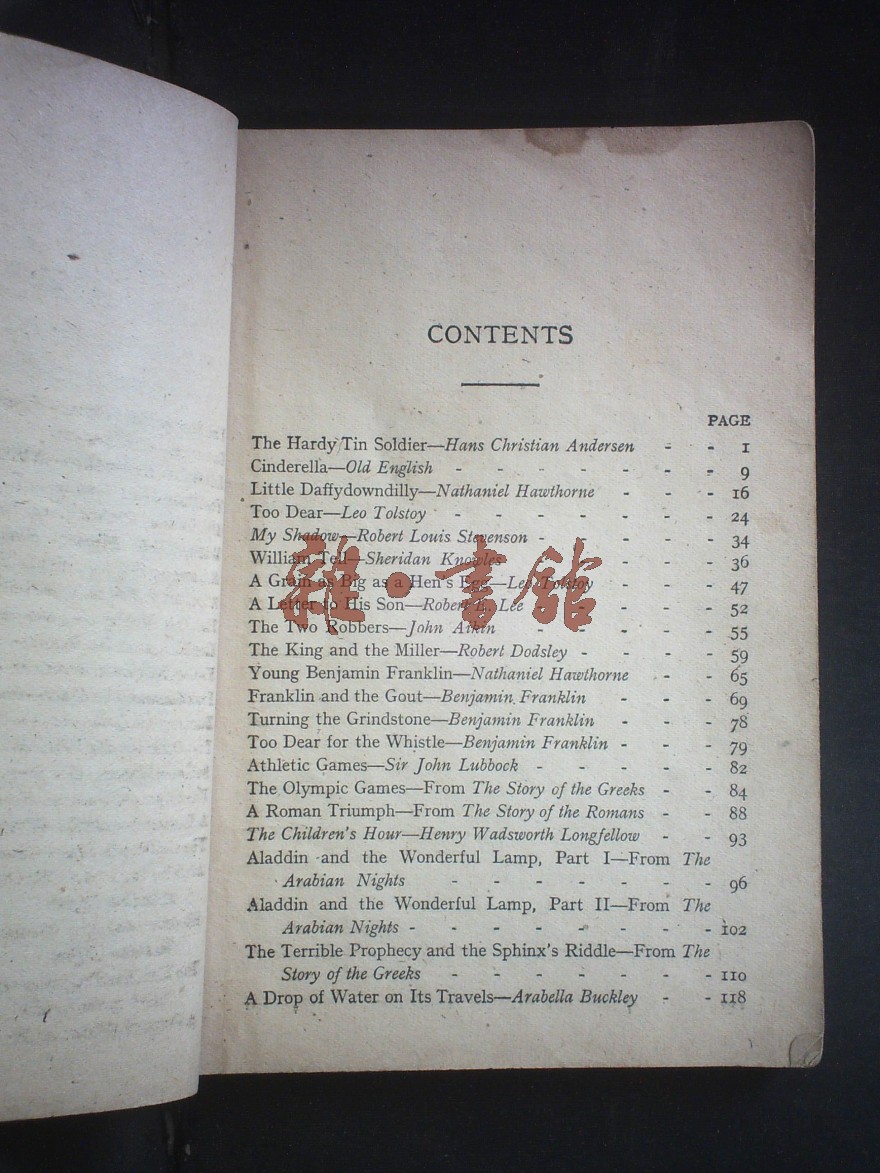 CONTENTS
PAGE
The Hardy Tin Soldier—Hans Christian Andersen - - 1
Cinderella—Old English - - - - - - - 9
Little Daffydowndilly—Nathaniel Hawthorne - - - 16
Too Dear—Leo Tolstoy - - - - - - - 24
My Shadow—Robert Louis Stevenson - - - - - 34
William Tell—Sheridan Knowles - - - 36
A Grain as Big as a Hen's Egg—Leo Tolstoy - - - 47
A Letter to His Son—Robert E. Lee - - - - - 52
The Two Robbers—John Aikin - - - - - 55
The King and the Miller—Robert Dodsley - - - - 59
Young Benjamin Franklin—Nathaniel Hawthorne - - 65
Franklin and the Gout—Benjamin Franklin - - - 69
Turning the Grindstone—Benjamin Franklin - - - 78
Too Dear for the Whistle—Benjamin Franklin - - - 79
Athletic Games—Sir John Lubbock - - - - - 82
The Olympic Games—From The Story of the Greeks - - 84
A Roman Triumph—From The Story of the Romans - - 88
The Children's Hour—Henry Wadsworth Longfellow - - 93
Aladdin and the Wonderful Lamp, Part I—From The
Arabian Nights - - - - - - - 96
Aladdin and the Wonderful Lamp, Part II—From The
Arabian Nights - - - - - - - - 102
The Terrible Prophecy and the Sphinx's Riddle—From The
Story of the Greeks - - - - - - - 110
A Drop of Water on Its Travels—Arabella Buckley - - 118
雜·書館